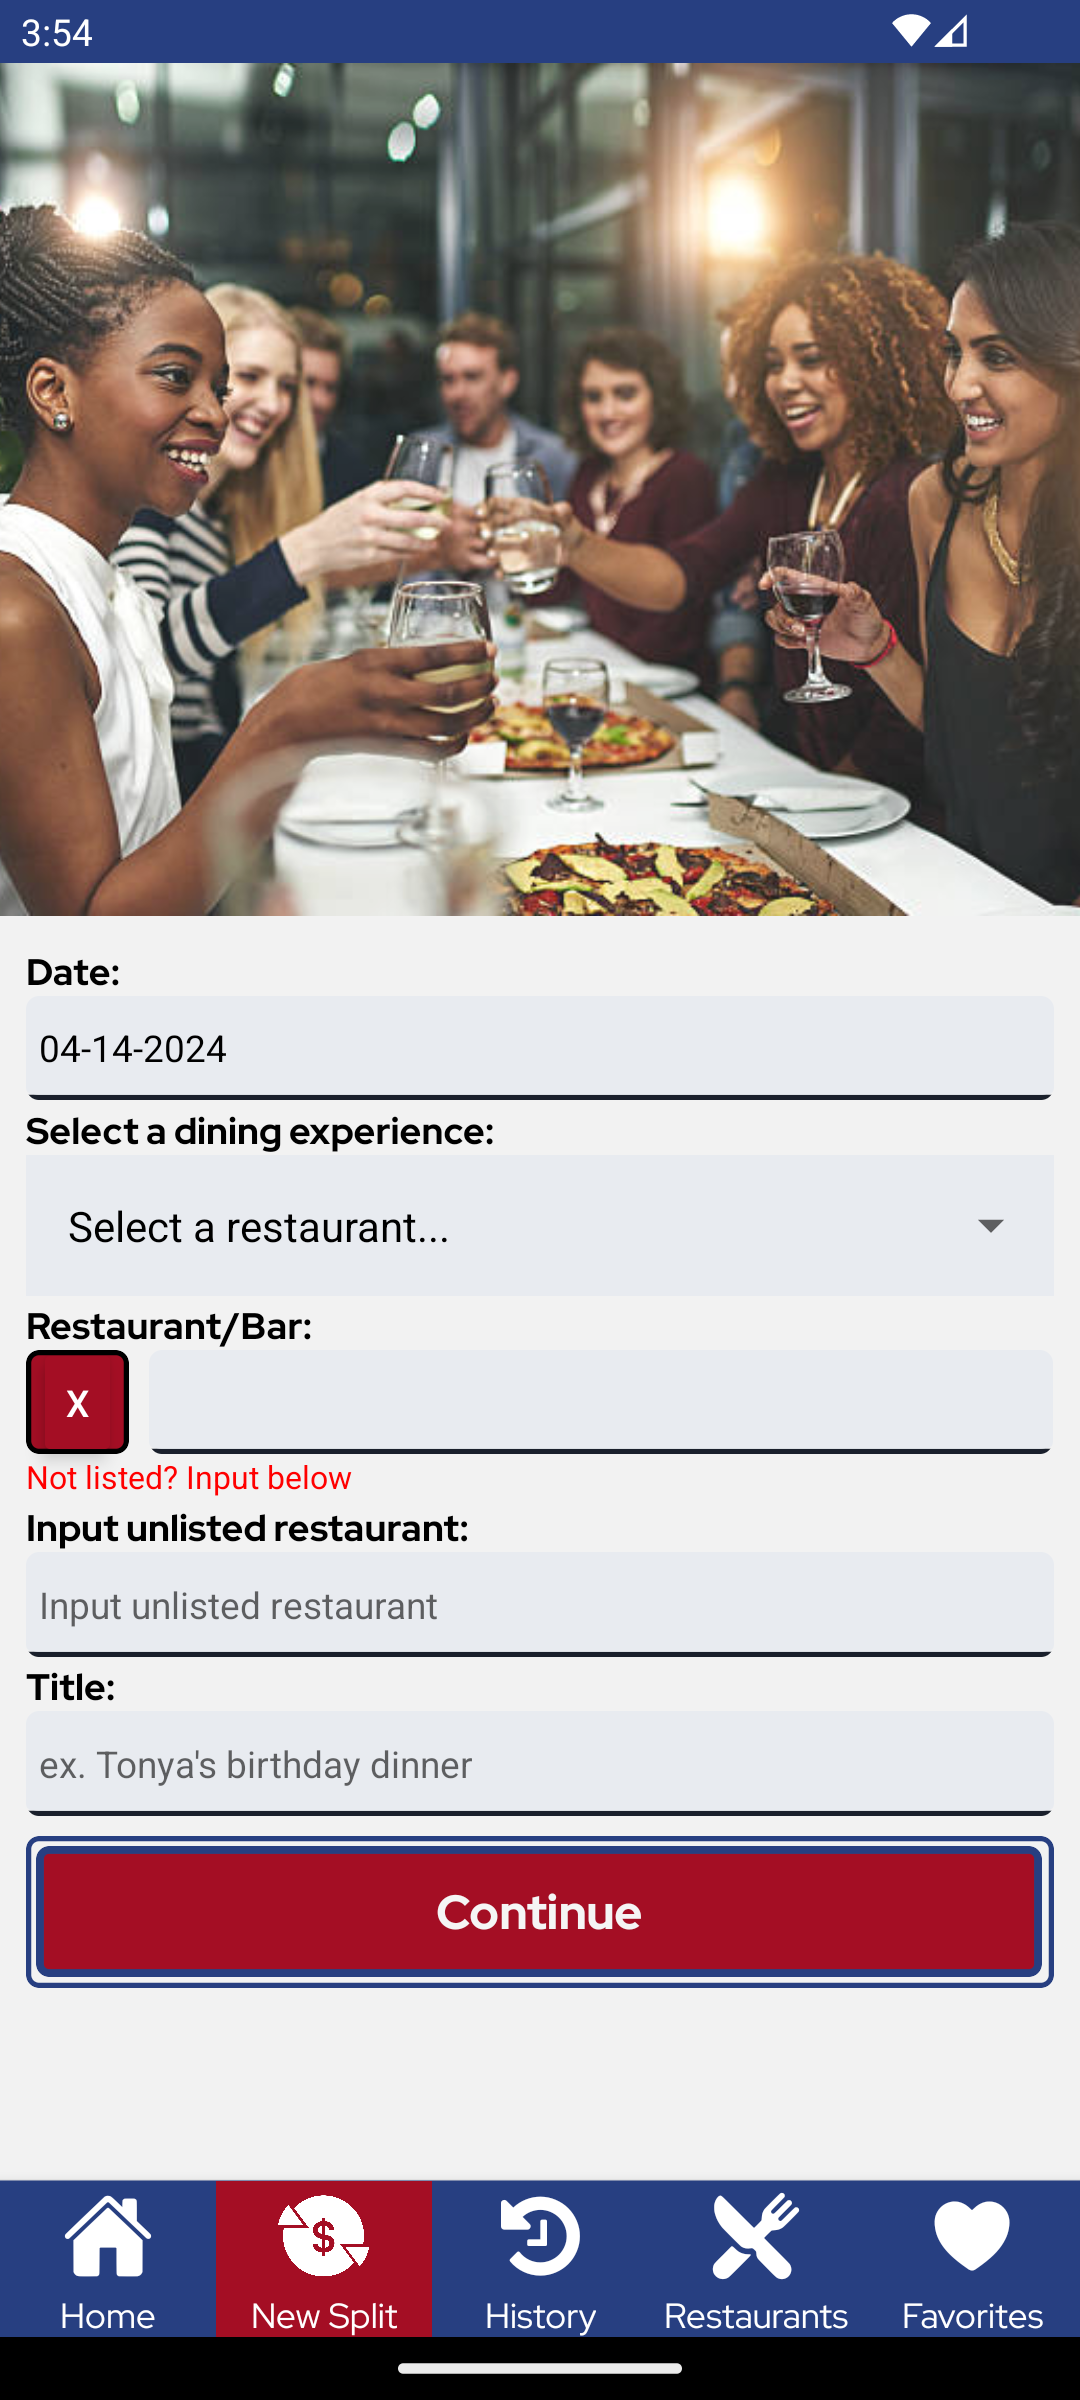 3:54
Date:
04-14-2024
Select a dining experience:
Select a restaurant...
Restaurant/Bar:
X
Not listed? Input below
Input unlisted restaurant:
Input unlisted restaurant
Title:
ex. Tonya's birthday dinner
Continue
$
Home New Split History Restaurants Favorites